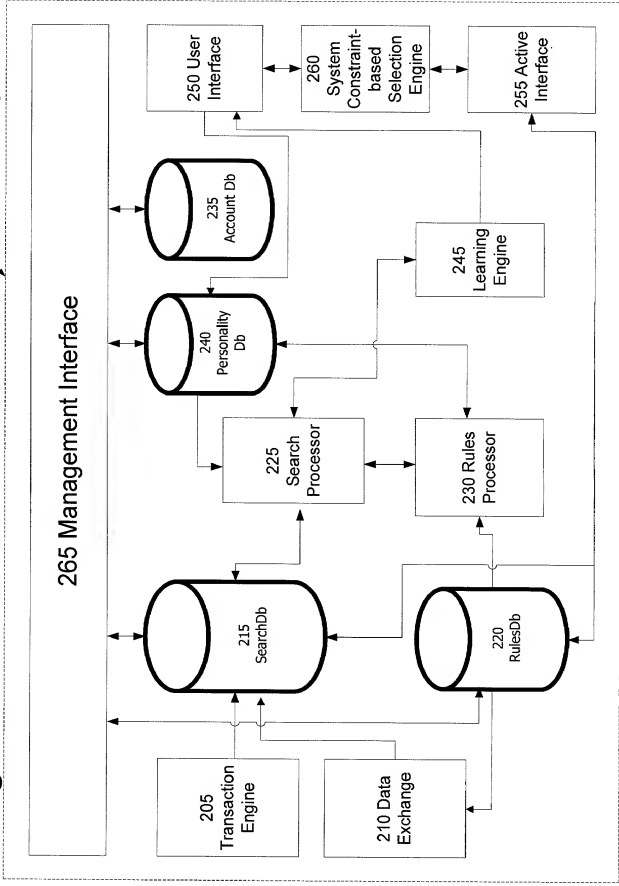 265 Management Interface
250 User
Interface
260
System
Constraint-
based
Selection
Engine
255 Active
Interface
235
Account Db
240
Personality
Db
245
Learning
Engine
225
Search
Processor
230 Rules
Processor
215
SearchDb
220
RulesDb
205
Transaction
Engine
210 Data
Exchange